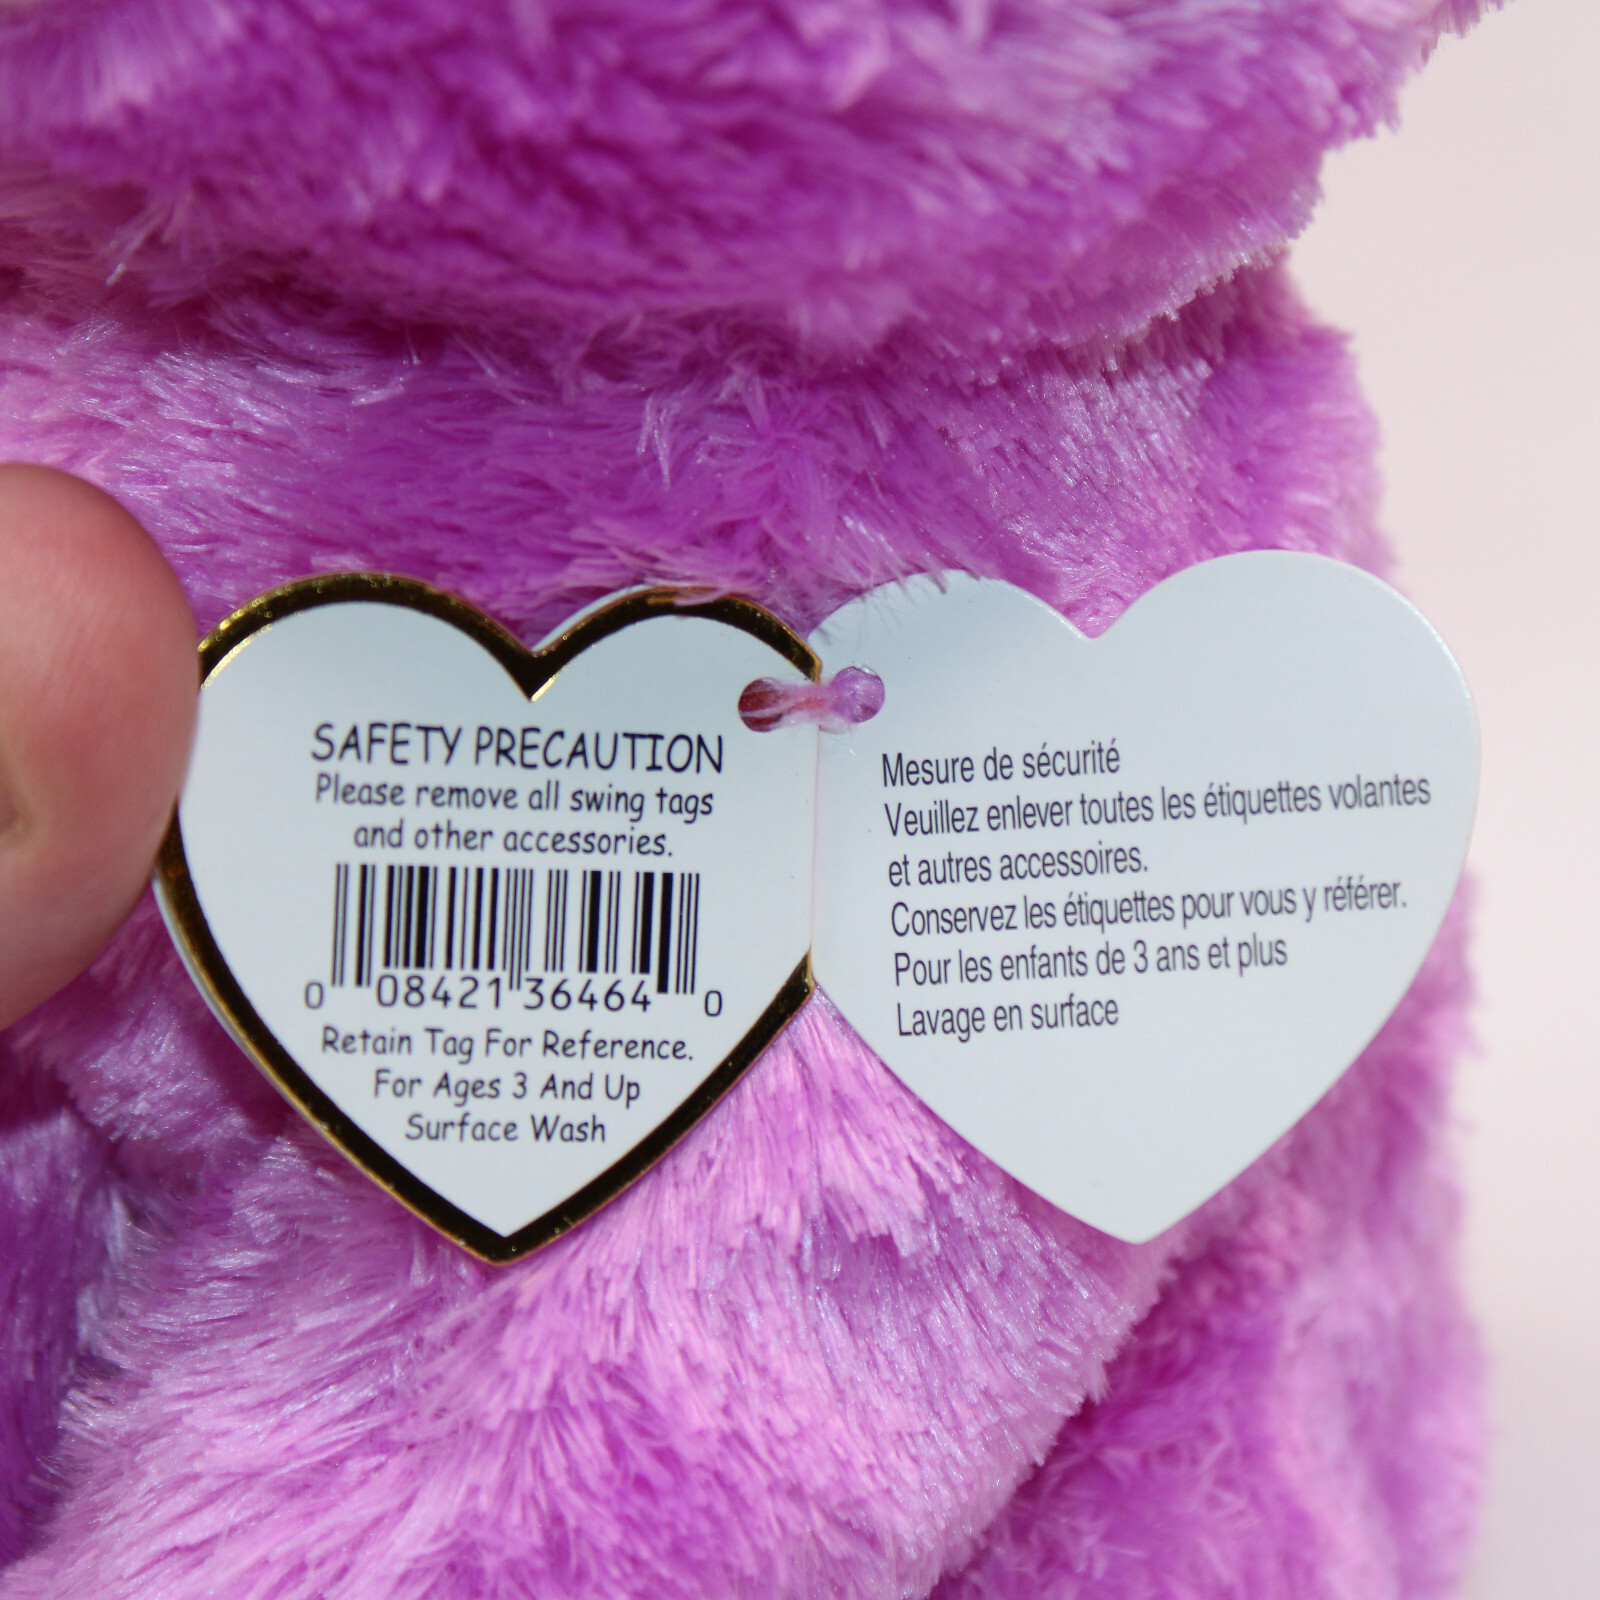 SAFETY PRECAUTION
Please remove all swing tags
and other accessories.
0 08421 36464 0
Retain Tag For Reference.
For Ages 3 And Up
Surface Wash
Mesure de sécurité
Veuillez enlever toutes les étiquettes volantes
et autres accessoires.
Conservez les étiquettes pour vous y référer.
Pour les enfants de 3 ans et plus
Lavage en surface